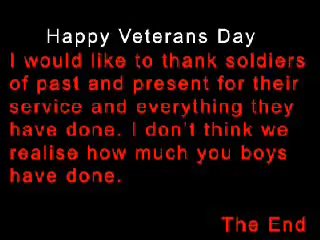 Happy Veterans Day
I would like to thank soldiers
of past and present for their
service and everything they
have done. I don't think we
realise how much you boys
have done.
The End